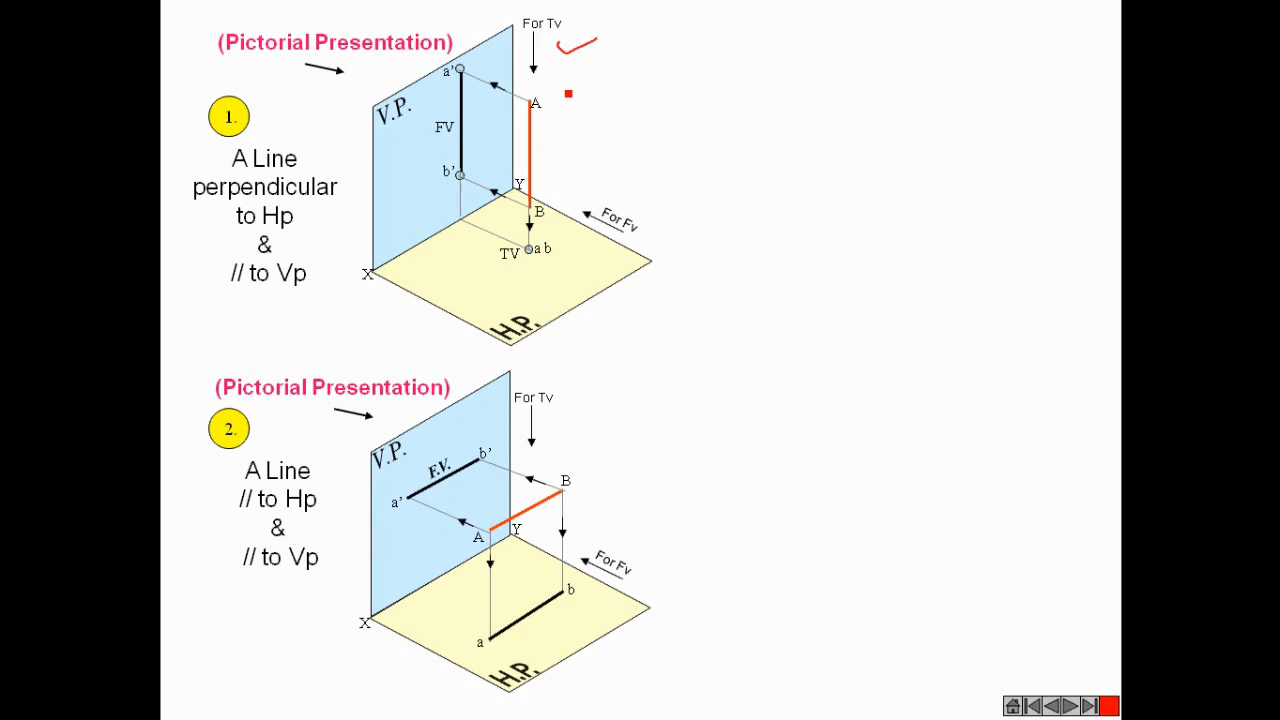 For Tv
(Pictorial Presentation)
a’
V.P.
A
1.
FV
A Line
perpendicular
to Hp
&
// to Vp
b’
Y
B
For Fv
TV
a b
X
H.P.
(Pictorial Presentation)
For Tv
2.
V.P.
b’
F.V.
A Line
// to Hp
&
// to Vp
B
a’
A
Y
For Fv
b
X
a
H.P.